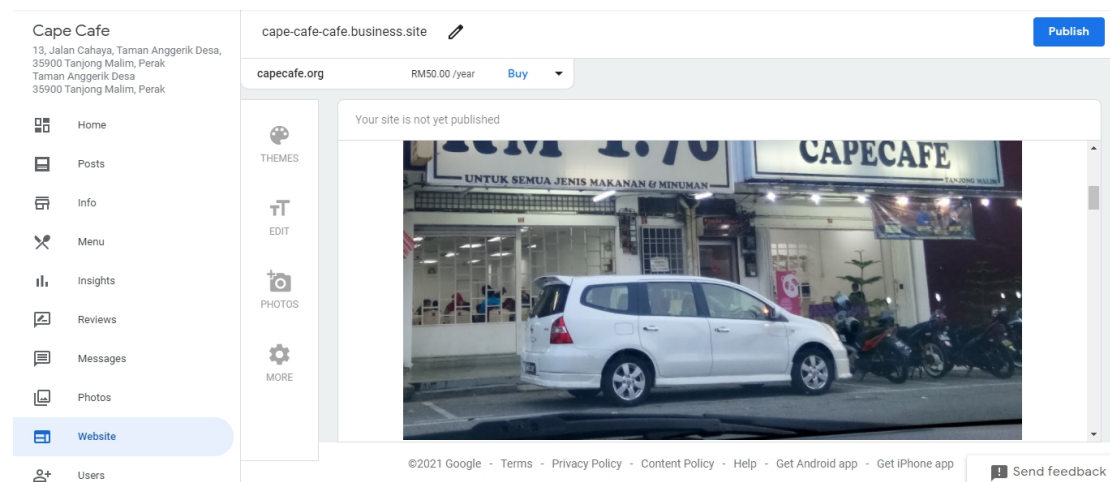 Cape Cafe
13, Jalan Cahaya, Taman Anggerik Desa,
35900 Tanjong Malim, Perak
Taman Anggerik Desa
35900 Tanjong Malim, Perak
Home
Posts
Info
Menu
Insights
Reviews
Messages
Photos
Website
Users
cape-cafe-cafe.business.site
Publish
capecafe.org RM50.00 /year Buy
THEMES
EDIT
PHOTOS
MORE
Your site is not yet published
RM 1.70
UNTUK SEMUA JENIS MAKANAN & MINUMAN
CAPECAFE
TANJONG MALIM
©2021 Google - Terms - Privacy Policy - Content Policy - Help - Get Android app - Get iPhone app
Send feedback